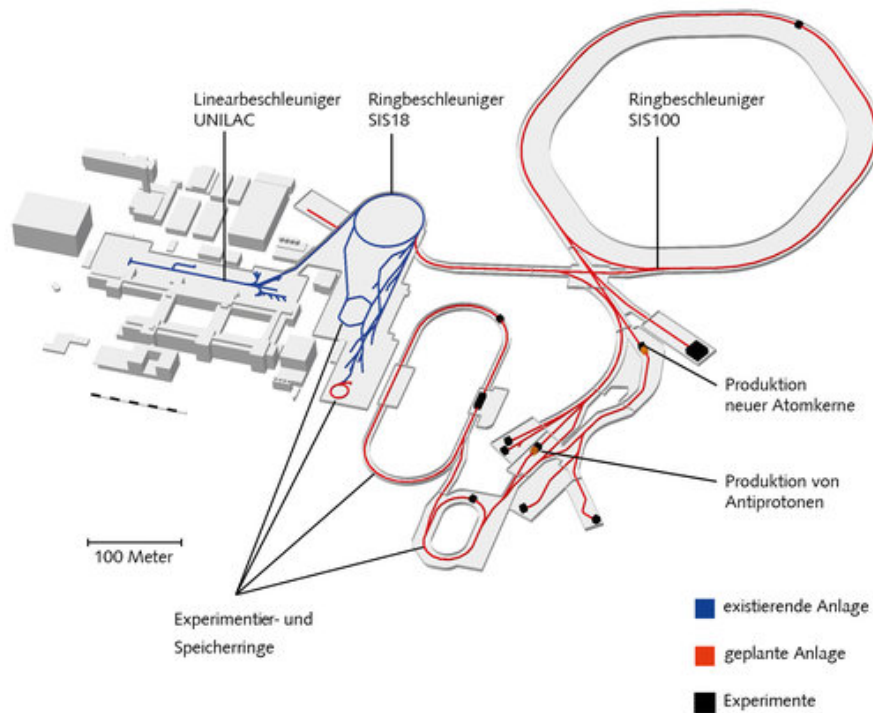 Linearbeschleuniger
UNILAC
Ringbeschleuniger
SIS18
Ringbeschleuniger
SIS100
Produktion
neuer Atomkerne
Produktion von
Antiprotonen
100 Meter
Experimentier- und
Speicherringe
existierende Anlage
geplante Anlage
Experimente